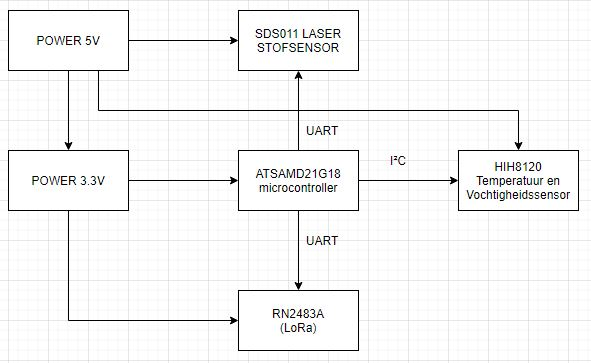 POWER 5V
SDS011 LASER
STOFSENSOR
UART
POWER 3.3V
ATSAMD21G18
microcontroller
I²C
HIH8120
Temperatuur en
Vochtigheidssensor
UART
RN2483A
(LoRa)